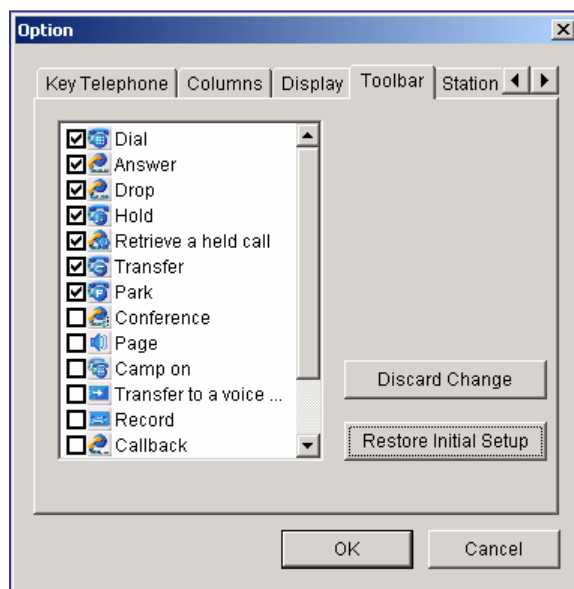 Option
Key Telephone Columns Display Toolbar Station
Dial
Answer
Drop
Hold
Retrieve a held call
Transfer
Park
Conference
Page
Camp on
Transfer to a voice ...
Record
Callback
Discard Change
Restore Initial Setup
OK Cancel